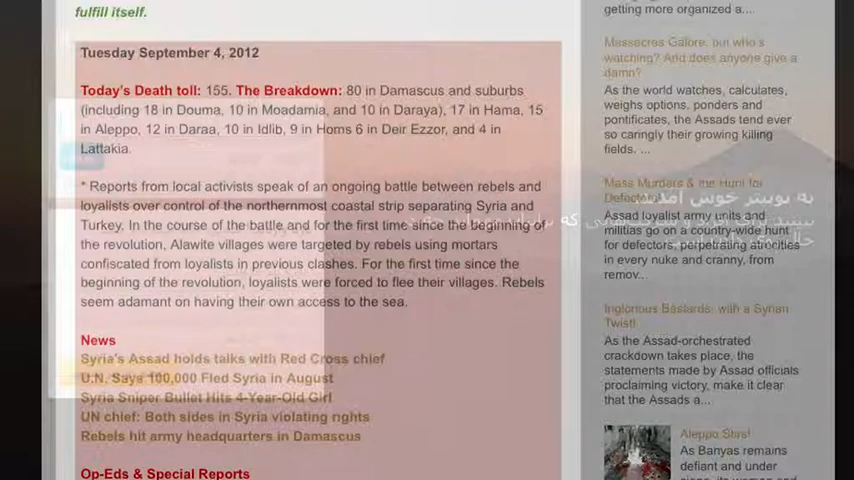 fulfill itself.
Tuesday September 4, 2012
Today's Death toll: 155. The Breakdown: 80 in Damascus and suburbs
(including 18 in Douma, 10 in Moadamia, and 10 in Daraya), 17 in Hama, 15
in Aleppo, 12 in Daraa, 10 in Idlib, 9 in Homs 6 in Deir Ezzor, and 4 in
Lattakia.
* Reports from local activists speak of an ongoing battle between rebels and
loyalists over control of the northernmost coastal strip separating Syria and
Turkey. In the course of the battle and for the first time since the beginning of
the revolution, Alawite villages were targeted by rebels using mortars
confiscated from loyalists in previous clashes. For the first time since the
beginning of the revolution, loyalists were forced to flee their villages. Rebels
seem adamant on having their own access to the sea.
News
Syria's Assad holds talks with Red Cross chief
U.N. Says 100,000 Fled Syria in August
Syria Sniper Bullet Hits 4-Year-Old Girl
UN chief: Both sides in Syria violating rights
Rebels hit army headquarters in Damascus
Op-Eds & Special Reports
getting more organized a....
Massacres Galore, but who's
watching? And does anyone give a
damn?
As the world watches, calculates,
weighs options, ponders and
pontificates, the Assads tend ever
so caringly their growing killing
fields. ...
Mass Murders & the Hunt for
Defectors
Assad loyalist army units and
militias go on a country-wide hunt
for defectors, perpetrating atrocities
in every nuke and cranny, from
remov...
Inglorious Bastards: with a Syrian
Twist!
As the Assad-orchestrated
crackdown takes place, the
statements made by Assad officials
proclaiming victory, make it clear
that the Assads a...
Aleppo Stirs!
As Banyas remains
defiant and under
به توییتر خوش آمدید